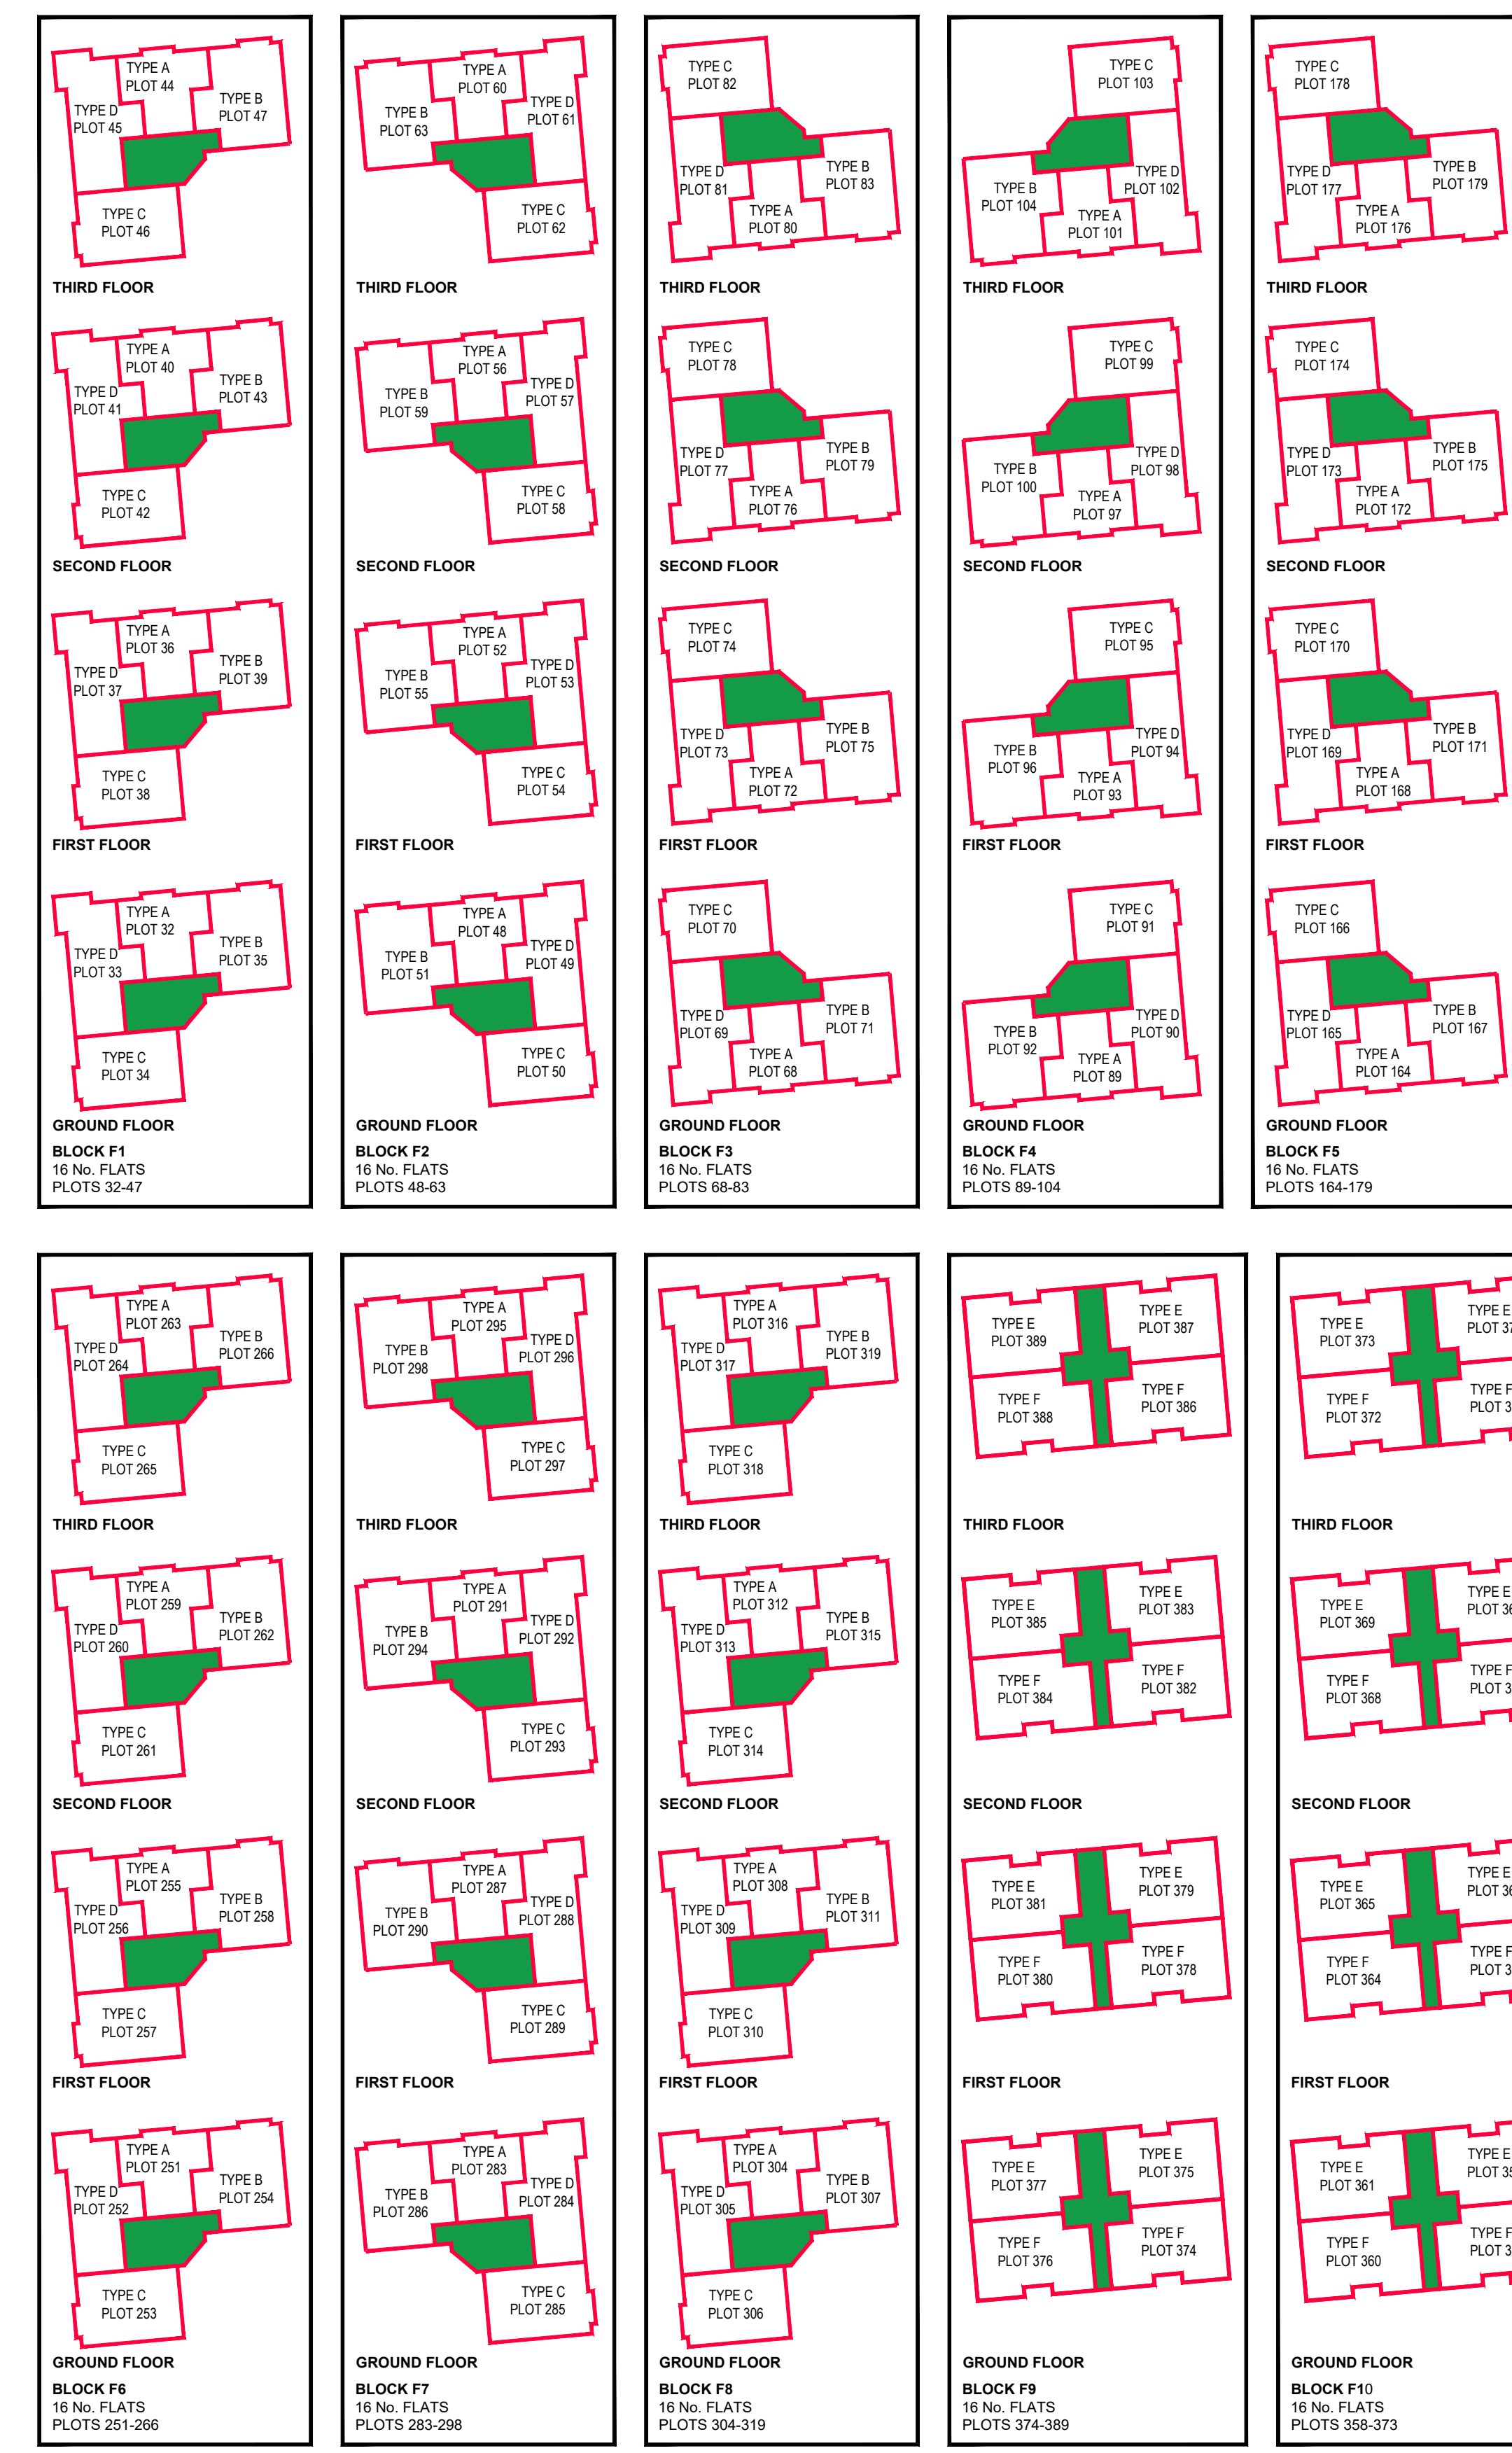 TYPE A
PLOT 44
TYPE B
PLOT 47
TYPE D
PLOT 45
TYPE C
PLOT 46
THIRD FLOOR
TYPE A
PLOT 40
TYPE B
PLOT 43
TYPE D
PLOT 41
TYPE C
PLOT 42
SECOND FLOOR
TYPE A
PLOT 36
TYPE B
PLOT 39
TYPE D
PLOT 37
TYPE C
PLOT 38
FIRST FLOOR
TYPE A
PLOT 32
TYPE B
PLOT 35
TYPE D
PLOT 33
TYPE C
PLOT 34
GROUND FLOOR
BLOCK F1
16 No. FLATS
PLOTS 32-47
TYPE A
PLOT 60
TYPE D
PLOT 61
TYPE B
PLOT 63
TYPE C
PLOT 62
THIRD FLOOR
TYPE A
PLOT 56
TYPE D
PLOT 57
TYPE B
PLOT 59
TYPE C
PLOT 58
SECOND FLOOR
TYPE A
PLOT 52
TYPE D
PLOT 53
TYPE B
PLOT 55
TYPE C
PLOT 54
FIRST FLOOR
TYPE A
PLOT 48
TYPE D
PLOT 49
TYPE B
PLOT 51
TYPE C
PLOT 50
GROUND FLOOR
BLOCK F2
16 No. FLATS
PLOTS 48-63
TYPE C
PLOT 82
TYPE B
PLOT 83
TYPE D
PLOT 81
TYPE A
PLOT 80
THIRD FLOOR
TYPE C
PLOT 78
TYPE B
PLOT 79
TYPE D
PLOT 77
TYPE A
PLOT 76
SECOND FLOOR
TYPE C
PLOT 74
TYPE B
PLOT 75
TYPE D
PLOT 73
TYPE A
PLOT 72
FIRST FLOOR
TYPE C
PLOT 70
TYPE B
PLOT 71
TYPE D
PLOT 69
TYPE A
PLOT 68
GROUND FLOOR
BLOCK F3
16 No. FLATS
PLOTS 68-83
TYPE C
PLOT 103
TYPE D
PLOT 102
TYPE B
PLOT 104
TYPE A
PLOT 101
THIRD FLOOR
TYPE C
PLOT 99
TYPE D
PLOT 98
TYPE B
PLOT 100
TYPE A
PLOT 97
SECOND FLOOR
TYPE C
PLOT 95
TYPE D
PLOT 94
TYPE B
PLOT 96
TYPE A
PLOT 93
FIRST FLOOR
TYPE C
PLOT 91
TYPE D
PLOT 90
TYPE B
PLOT 92
TYPE A
PLOT 89
GROUND FLOOR
BLOCK F4
16 No. FLATS
PLOTS 89-104
TYPE C
PLOT 178
TYPE B
PLOT 179
TYPE D
PLOT 177
TYPE A
PLOT 176
THIRD FLOOR
TYPE C
PLOT 174
TYPE B
PLOT 175
TYPE D
PLOT 173
TYPE A
PLOT 172
SECOND FLOOR
TYPE C
PLOT 170
TYPE B
PLOT 171
TYPE D
PLOT 169
TYPE A
PLOT 168
FIRST FLOOR
TYPE C
PLOT 166
TYPE B
PLOT 167
TYPE D
PLOT 165
TYPE A
PLOT 164
GROUND FLOOR
BLOCK F5
16 No. FLATS
PLOTS 164-179
TYPE A
PLOT 263
TYPE B
PLOT 266
TYPE D
PLOT 264
TYPE C
PLOT 265
THIRD FLOOR
TYPE A
PLOT 259
TYPE B
PLOT 262
TYPE D
PLOT 260
TYPE C
PLOT 261
SECOND FLOOR
TYPE A
PLOT 255
TYPE B
PLOT 258
TYPE D
PLOT 256
TYPE C
PLOT 257
FIRST FLOOR
TYPE A
PLOT 251
TYPE B
PLOT 254
TYPE D
PLOT 252
TYPE C
PLOT 253
GROUND FLOOR
BLOCK F6
16 No. FLATS
PLOTS 251-266
TYPE A
PLOT 295
TYPE D
PLOT 296
TYPE B
PLOT 298
TYPE C
PLOT 297
THIRD FLOOR
TYPE A
PLOT 291
TYPE D
PLOT 292
TYPE B
PLOT 294
TYPE C
PLOT 293
SECOND FLOOR
TYPE A
PLOT 287
TYPE D
PLOT 288
TYPE B
PLOT 290
TYPE C
PLOT 289
FIRST FLOOR
TYPE A
PLOT 283
TYPE D
PLOT 284
TYPE B
PLOT 286
TYPE C
PLOT 285
GROUND FLOOR
BLOCK F7
16 No. FLATS
PLOTS 283-298
TYPE A
PLOT 316
TYPE B
PLOT 319
TYPE D
PLOT 317
TYPE C
PLOT 318
THIRD FLOOR
TYPE A
PLOT 312
TYPE B
PLOT 315
TYPE D
PLOT 313
TYPE C
PLOT 314
SECOND FLOOR
TYPE A
PLOT 308
TYPE B
PLOT 311
TYPE D
PLOT 309
TYPE C
PLOT 310
FIRST FLOOR
TYPE A
PLOT 304
TYPE B
PLOT 307
TYPE D
PLOT 305
TYPE C
PLOT 306
GROUND FLOOR
BLOCK F8
16 No. FLATS
PLOTS 304-319
TYPE E
PLOT 387
TYPE E
PLOT 389
TYPE F
PLOT 386
TYPE F
PLOT 388
THIRD FLOOR
TYPE E
PLOT 383
TYPE E
PLOT 385
TYPE F
PLOT 382
TYPE F
PLOT 384
SECOND FLOOR
TYPE E
PLOT 379
TYPE E
PLOT 381
TYPE F
PLOT 378
TYPE F
PLOT 380
FIRST FLOOR
TYPE E
PLOT 375
TYPE E
PLOT 377
TYPE F
PLOT 374
TYPE F
PLOT 376
GROUND FLOOR
BLOCK F9
16 No. FLATS
PLOTS 374-389
TYPE E
PLOT
TYPE E
PLOT 373
TYPE F
PLOT
TYPE F
PLOT 372
THIRD FLOOR
TYPE E
PLOT
TYPE E
PLOT 369
TYPE F
PLOT
TYPE F
PLOT 368
SECOND FLOOR
TYPE E
PLOT
TYPE E
PLOT 365
TYPE F
PLOT
TYPE F
PLOT 364
FIRST FLOOR
TYPE E
PLOT
TYPE E
PLOT 361
TYPE F
PLOT
TYPE F
PLOT 360
GROUND FLOOR
BLOCK F10
16 No. FLATS
PLOTS 358-373